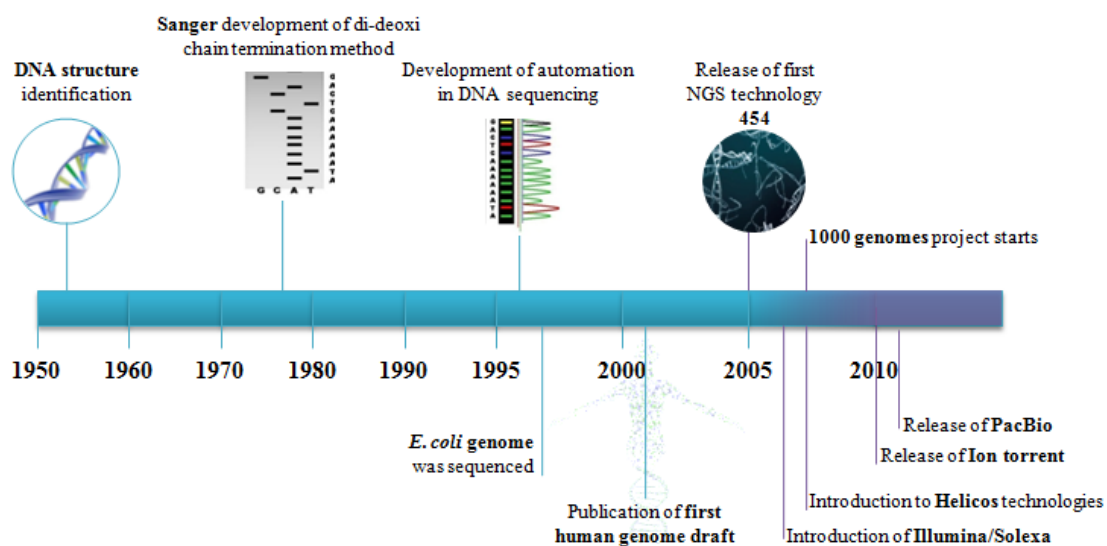 Sanger development of di-deoxi
chain termination method
DNA structure
identification
Development of automation
in DNA sequencing
Release of first
NGS technology
454
G
A
C
T
C
A
A
A
A
A
A
T
A
G C A T
G
A
C
T
C
A
A
A
A
A
A
T
A
1000 genomes project starts
1950 1960 1970 1980 1990 1995 2000 2005 2010
E. coli genome
was sequenced
Publication of first
human genome draft
Release of PacBio
Release of Ion torrent
Introduction to Helicos technologies
Introduction of Illumina/Solexa